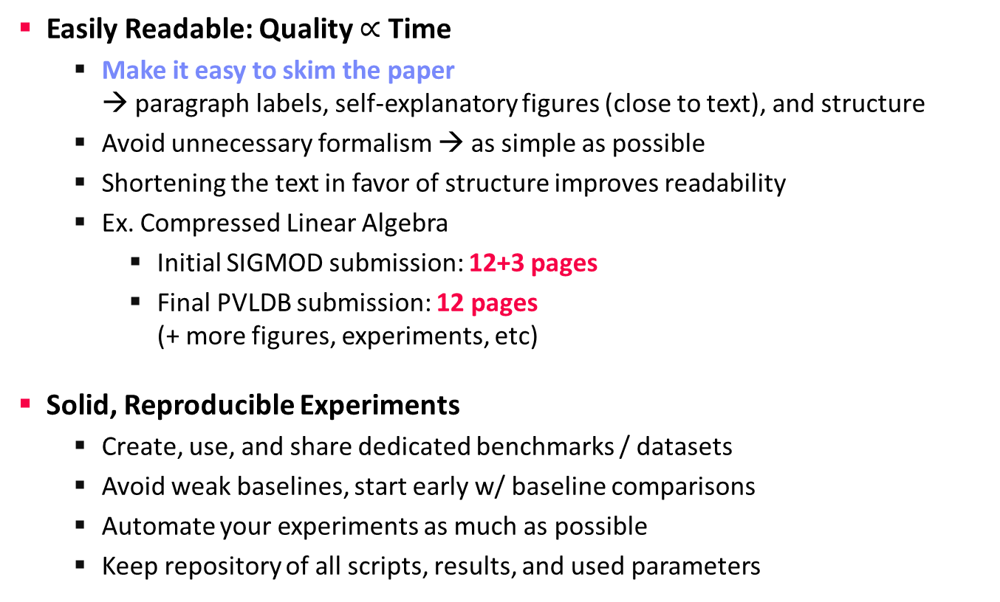 ▪ Easily Readable: Quality ∝ Time
▪ Make it easy to skim the paper
→ paragraph labels, self-explanatory figures (close to text), and structure
▪ Avoid unnecessary formalism → as simple as possible
▪ Shortening the text in favor of structure improves readability
▪ Ex. Compressed Linear Algebra
▪ Initial SIGMOD submission: 12+3 pages
▪ Final PVLDB submission: 12 pages
(+ more figures, experiments, etc)
▪ Solid, Reproducible Experiments
▪ Create, use, and share dedicated benchmarks / datasets
▪ Avoid weak baselines, start early w/ baseline comparisons
▪ Automate your experiments as much as possible
▪ Keep repository of all scripts, results, and used parameters